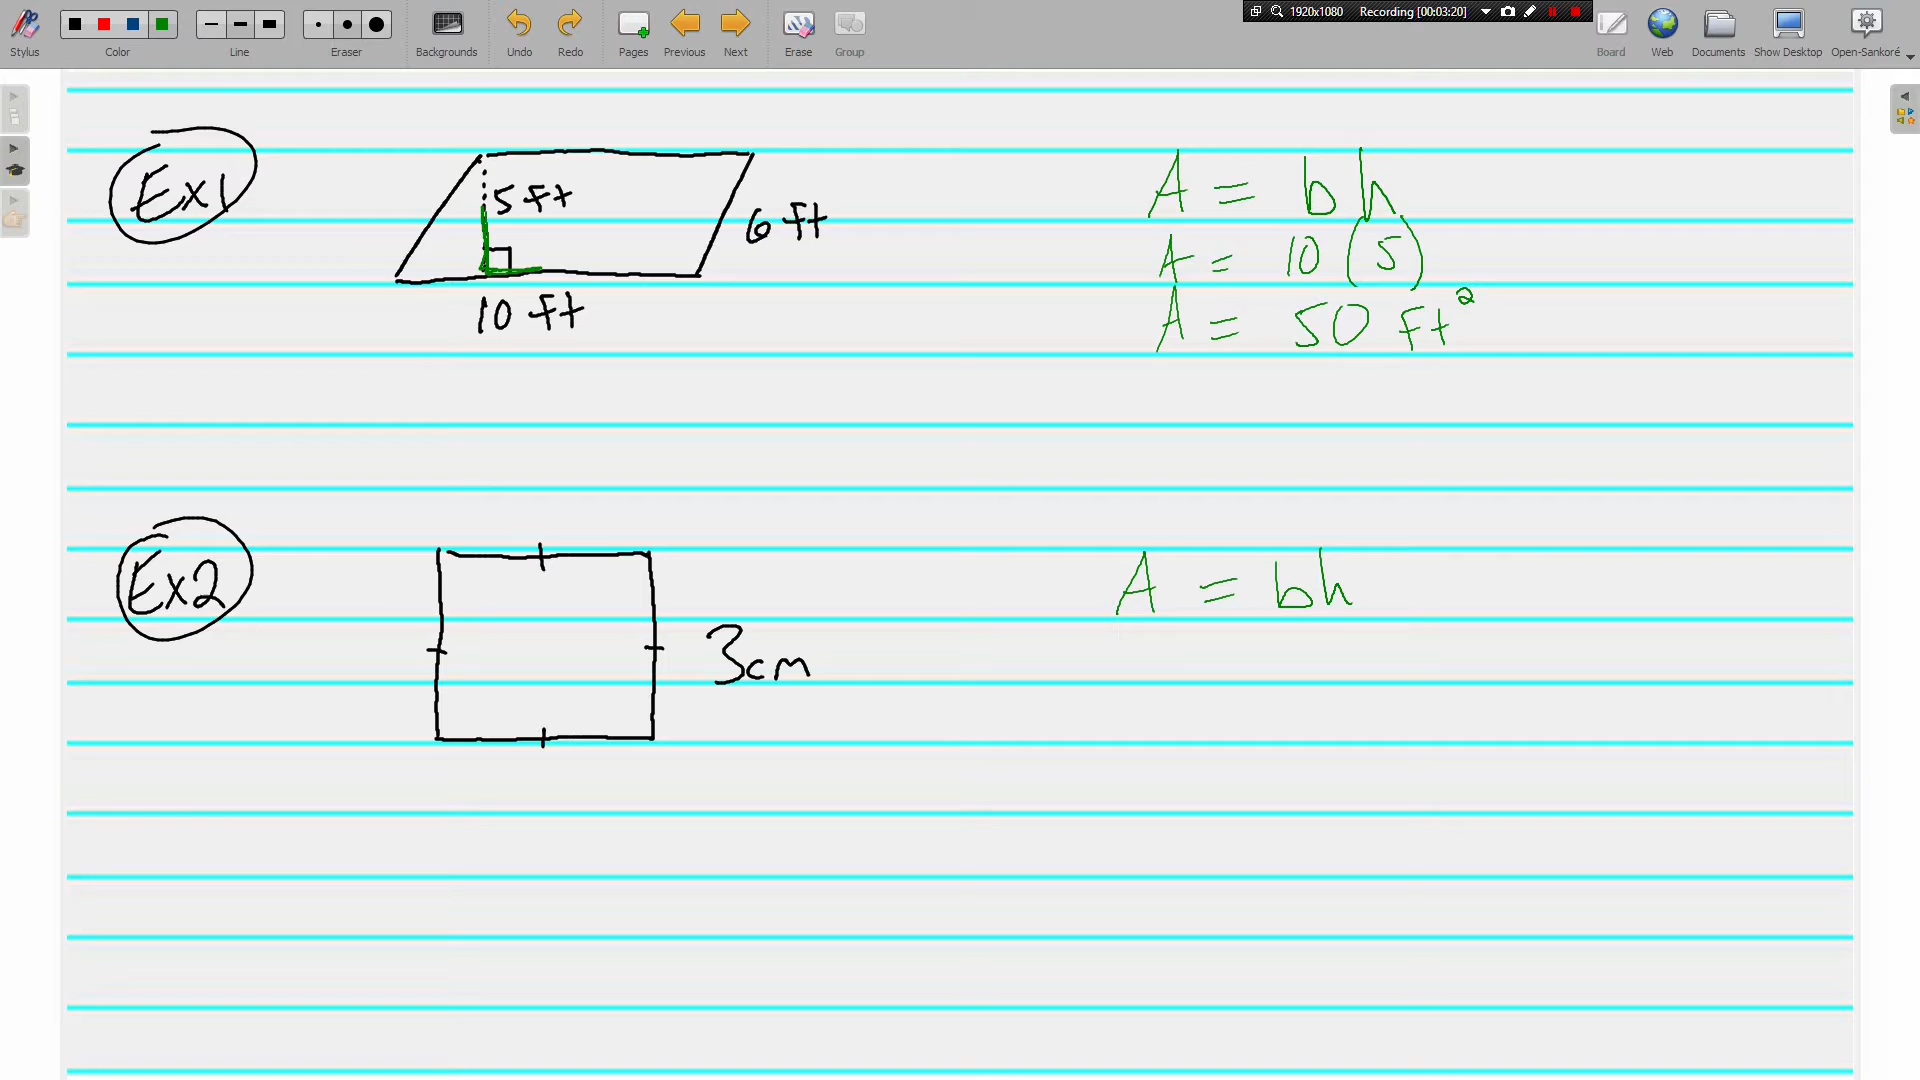 1920x1080 Recording [00:03:20]
Stylus Color Line Eraser Backgrounds Undo Redo Pages Previous Next Erase Group Board Web Documents Show Desktop Open-Sankoré
Ex1
5 ft
6 ft
10 ft
A = bh
A = 10(5)
A = 50 ft²
Ex2
3cm
A = bh